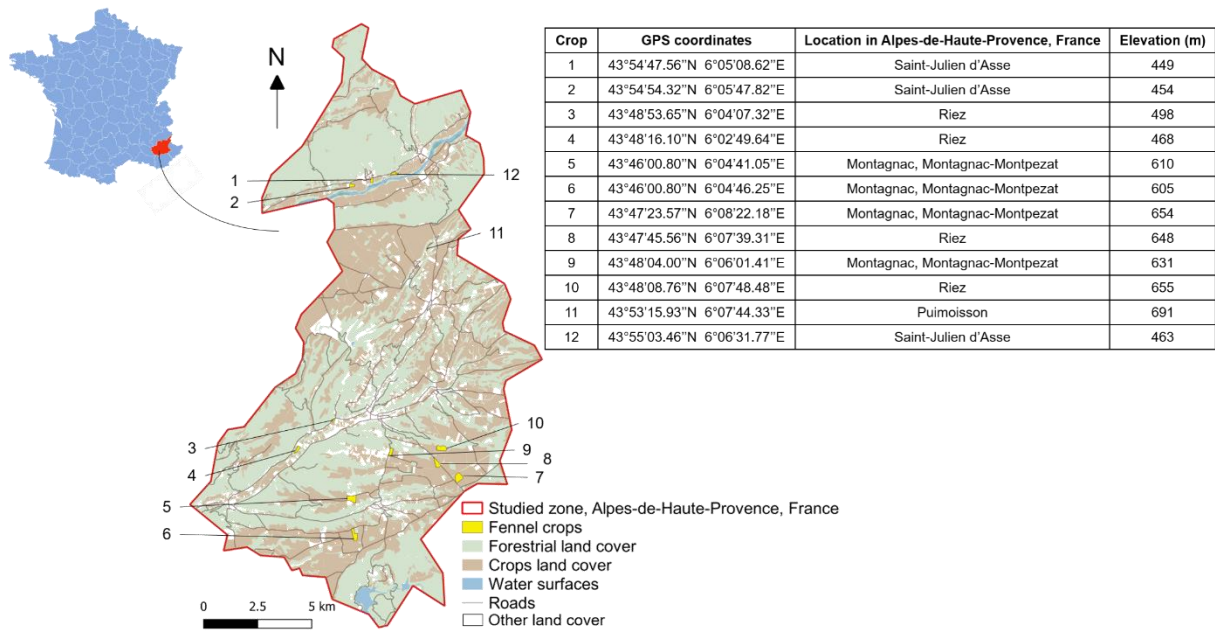 N
1
2
12
11
3
4
5
6
10
9
8
7
Crop GPS coordinates Location in Alpes-de-Haute-Provence, France Elevation (m)
1 43°54'47.56"N 6°05'08.62"E Saint-Julien d'Asse 449
2 43°54'54.32"N 6°05'47.82"E Saint-Julien d'Asse 454
3 43°48'53.65"N 6°04'07.32"E Riez 498
4 43°48'16.10"N 6°02'49.64"E Riez 468
5 43°46'00.80"N 6°04'41.05"E Montagnac, Montagnac-Montpezat 610
6 43°46'00.80"N 6°04'46.25"E Montagnac, Montagnac-Montpezat 605
7 43°47'23.57"N 6°08'22.18"E Montagnac, Montagnac-Montpezat 654
8 43°47'45.56"N 6°07'39.31"E Riez 648
9 43°48'04.00"N 6°06'01.41"E Montagnac, Montagnac-Montpezat 631
10 43°48'08.76"N 6°07'48.48"E Riez 655
11 43°53'15.93"N 6°07'44.33"E Puimoisson 691
12 43°55'03.46"N 6°06'31.77"E Saint-Julien d'Asse 463
Studied zone, Alpes-de-Haute-Provence, France
Fennel crops
Forestrial land cover
Crops land cover
Water surfaces
Roads
Other land cover
0 2.5 5 km